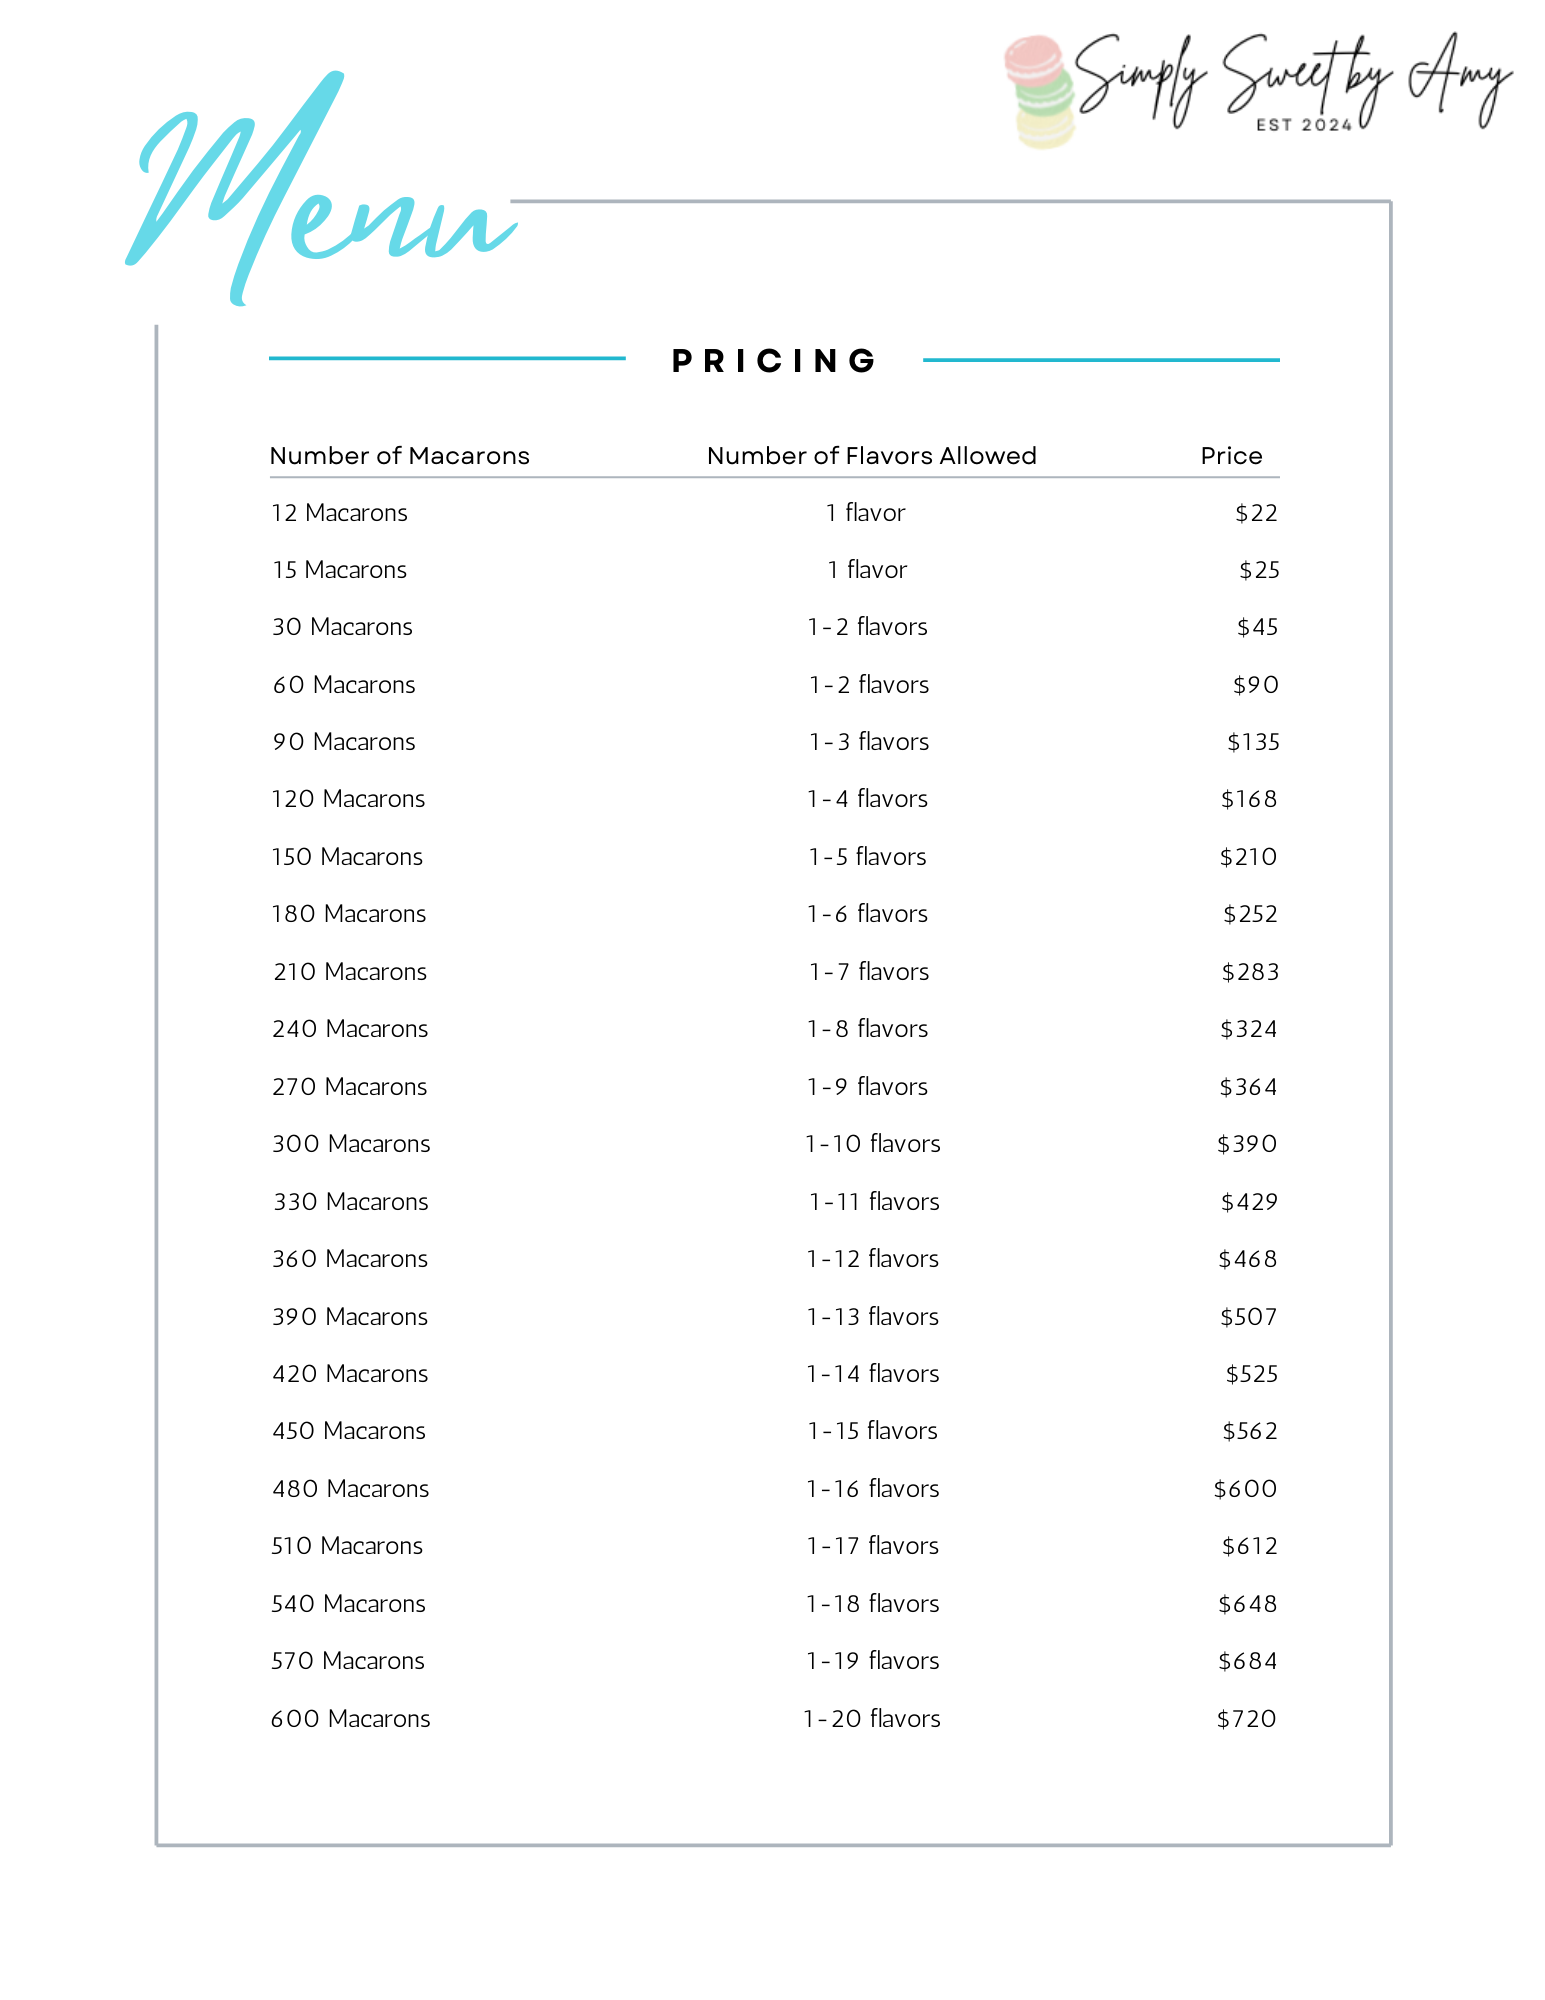 Simply Sweet by Amy
EST 2024
Menu
PRICING
Number of Macarons Number of Flavors Allowed Price
12 Macarons 1 flavor $22
15 Macarons 1 flavor $25
30 Macarons 1-2 flavors $45
60 Macarons 1-2 flavors $90
90 Macarons 1-3 flavors $135
120 Macarons 1-4 flavors $168
150 Macarons 1-5 flavors $210
180 Macarons 1-6 flavors $252
210 Macarons 1-7 flavors $283
240 Macarons 1-8 flavors $324
270 Macarons 1-9 flavors $364
300 Macarons 1-10 flavors $390
330 Macarons 1-11 flavors $429
360 Macarons 1-12 flavors $468
390 Macarons 1-13 flavors $507
420 Macarons 1-14 flavors $525
450 Macarons 1-15 flavors $562
480 Macarons 1-16 flavors $600
510 Macarons 1-17 flavors $612
540 Macarons 1-18 flavors $648
570 Macarons 1-19 flavors $684
600 Macarons 1-20 flavors $720